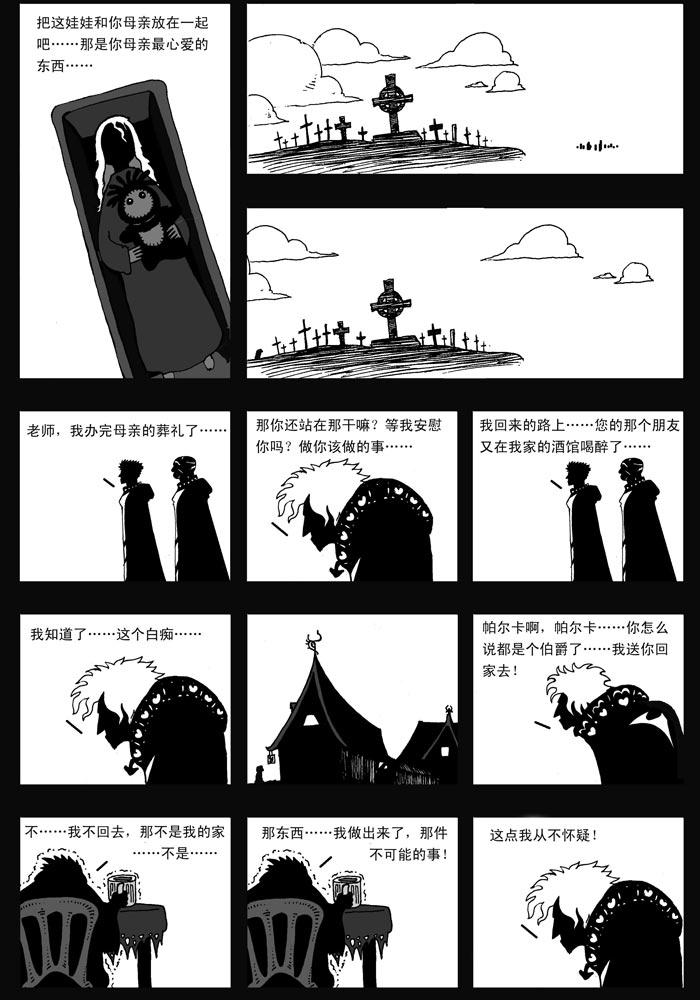 把这娃娃和你母亲放在一起
吧……那是你母亲最心爱的
东西……
老师，我办完母亲的葬礼了……
那你还站在那干嘛？等我安慰
你吗？做你该做的事……
我回来的路上……您的那个朋友
又在我家的酒馆喝醉了……
我知道了……这个白痴……
帕尔卡啊，帕尔卡……你怎么
说都是个伯爵了……我送你回
家去！
不……我不回去，那不是我的家
……不是……
那东西……我做出来了，那件
不可能的事！
这点我从不怀疑！